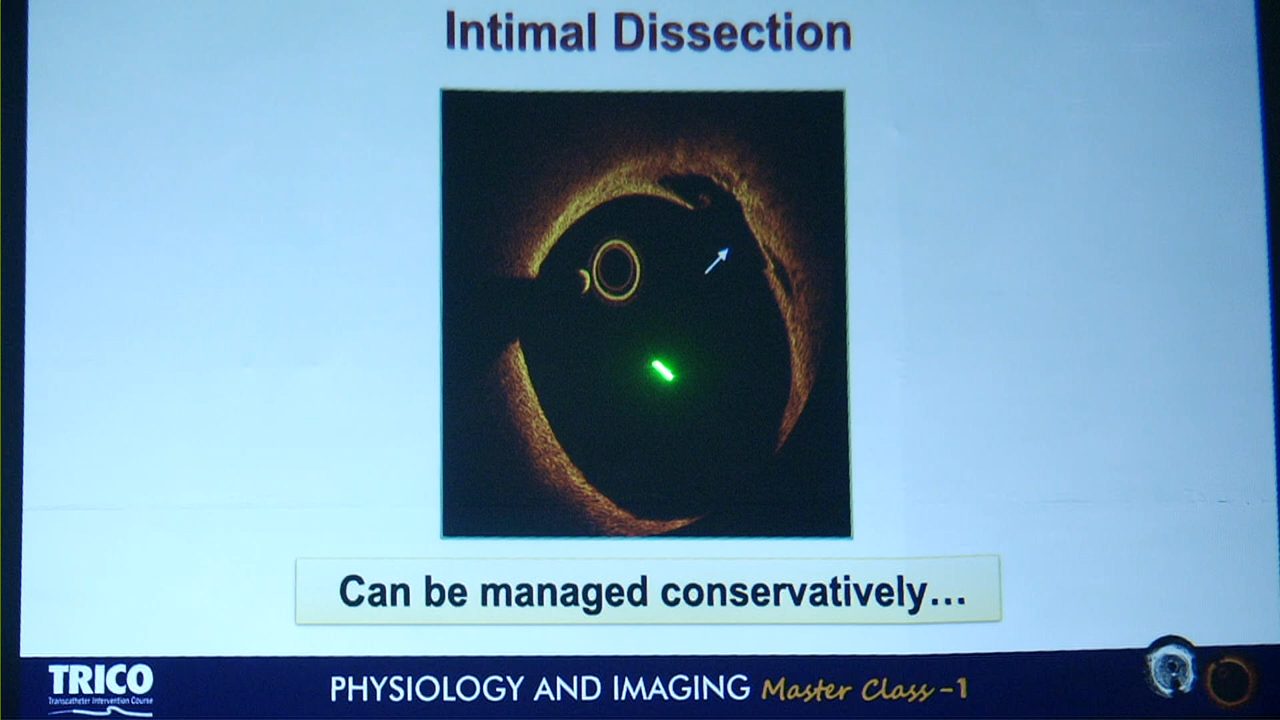 Intimal Dissection
Can be managed conservatively...
TRICO
Transcatheter Intervention Course
PHYSIOLOGY AND IMAGING Master Class -1